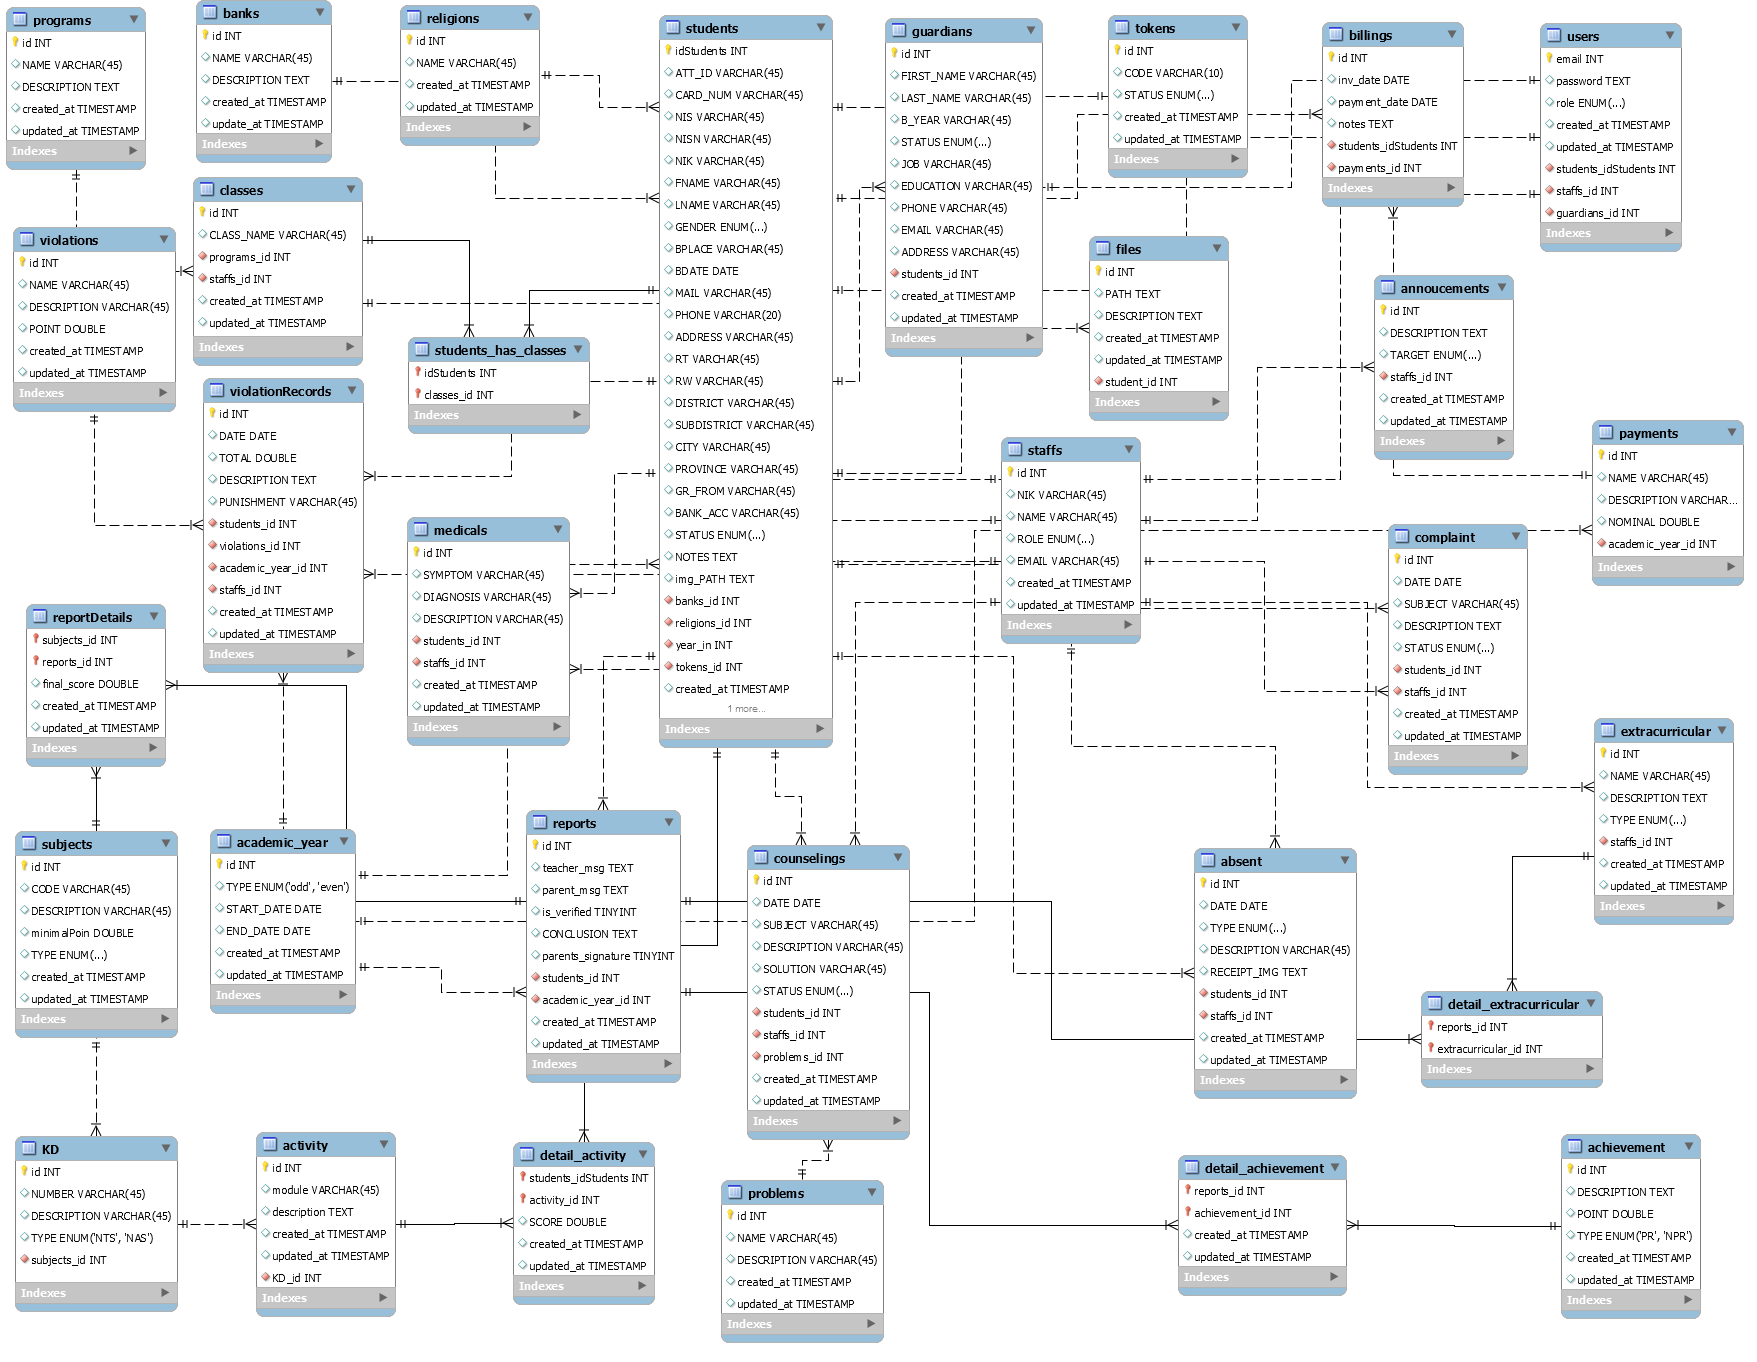 programs
id INT
NAME VARCHAR(45)
DESCRIPTION TEXT
created_at TIMESTAMP
updated_at TIMESTAMP
Indexes
banks
id INT
NAME VARCHAR(45)
DESCRIPTION TEXT
created_at TIMESTAMP
update_at TIMESTAMP
Indexes
religions
id INT
NAME VARCHAR(45)
created_at TIMESTAMP
updated_at TIMESTAMP
Indexes
students
idStudents INT
ATT_ID VARCHAR(45)
CARD_NUM VARCHAR(45)
NIS VARCHAR(45)
NISN VARCHAR(45)
NIK VARCHAR(45)
FNAME VARCHAR(45)
LNAME VARCHAR(45)
GENDER ENUM(...)
BPLACE VARCHAR(45)
BDATE DATE
MAIL VARCHAR(45)
PHONE VARCHAR(20)
ADDRESS VARCHAR(45)
RT VARCHAR(45)
RW VARCHAR(45)
DISTRICT VARCHAR(45)
SUBDISTRICT VARCHAR(45)
CITY VARCHAR(45)
PROVINCE VARCHAR(45)
GR_FROM VARCHAR(45)
BANK_ACC VARCHAR(45)
STATUS ENUM(...)
NOTES TEXT
img_PATH TEXT
banks_id INT
religions_id INT
year_in INT
tokens_id INT
created_at TIMESTAMP
1 more...
Indexes
guardians
id INT
FIRST_NAME VARCHAR(45)
LAST_NAME VARCHAR(45)
B_YEAR VARCHAR(45)
STATUS ENUM(...)
JOB VARCHAR(45)
EDUCATION VARCHAR(45)
PHONE VARCHAR(45)
EMAIL VARCHAR(45)
ADDRESS VARCHAR(45)
students_id INT
created_at TIMESTAMP
updated_at TIMESTAMP
Indexes
tokens
id INT
CODE VARCHAR(10)
STATUS ENUM(...)
created_at TIMESTAMP
updated_at TIMESTAMP
Indexes
billings
id INT
inv_date DATE
payment_date DATE
notes TEXT
students_idStudents INT
payments_id INT
Indexes
users
email INT
password TEXT
role ENUM(...)
created_at TIMESTAMP
updated_at TIMESTAMP
students_idStudents INT
staffs_id INT
guardians_id INT
Indexes
violations
id INT
NAME VARCHAR(45)
DESCRIPTION VARCHAR(45)
POINT DOUBLE
created_at TIMESTAMP
updated_at TIMESTAMP
Indexes
classes
id INT
CLASS_NAME VARCHAR(45)
programs_id INT
staffs_id INT
created_at TIMESTAMP
updated_at TIMESTAMP
Indexes
students_has_classes
idStudents INT
classes_id INT
Indexes
files
id INT
PATH TEXT
DESCRIPTION TEXT
created_at TIMESTAMP
updated_at TIMESTAMP
student_id INT
Indexes
annoucements
id INT
DESCRIPTION TEXT
TARGET ENUM(...)
staffs_id INT
created_at TIMESTAMP
updated_at TIMESTAMP
Indexes
violationRecords
id INT
DATE DATE
TOTAL DOUBLE
DESCRIPTION TEXT
PUNISHMENT VARCHAR(45)
students_id INT
violations_id INT
academic_year_id INT
staffs_id INT
created_at TIMESTAMP
updated_at TIMESTAMP
Indexes
medicals
id INT
SYMPTOM VARCHAR(45)
DIAGNOSIS VARCHAR(45)
DESCRIPTION VARCHAR(45)
students_id INT
staffs_id INT
created_at TIMESTAMP
updated_at TIMESTAMP
Indexes
staffs
id INT
NIK VARCHAR(45)
NAME VARCHAR(45)
ROLE ENUM(...)
EMAIL VARCHAR(45)
created_at TIMESTAMP
updated_at TIMESTAMP
Indexes
payments
id INT
NAME VARCHAR(45)
DESCRIPTION VARCHAR...
NOMINAL DOUBLE
academic_year_id INT
Indexes
complaint
id INT
DATE DATE
SUBJECT VARCHAR(45)
DESCRIPTION TEXT
STATUS ENUM(...)
students_id INT
staffs_id INT
created_at TIMESTAMP
updated_at TIMESTAMP
Indexes
reportDetails
subjects_id INT
reports_id INT
final_score DOUBLE
created_at TIMESTAMP
updated_at TIMESTAMP
Indexes
extracurricular
id INT
NAME VARCHAR(45)
DESCRIPTION TEXT
TYPE ENUM(...)
staffs_id INT
created_at TIMESTAMP
updated_at TIMESTAMP
Indexes
subjects
id INT
CODE VARCHAR(45)
DESCRIPTION VARCHAR(45)
minimalPoin DOUBLE
TYPE ENUM(...)
created_at TIMESTAMP
updated_at TIMESTAMP
Indexes
academic_year
id INT
TYPE ENUM('odd', 'even')
START_DATE DATE
END_DATE DATE
created_at TIMESTAMP
updated_at TIMESTAMP
Indexes
reports
id INT
teacher_msg TEXT
parent_msg TEXT
is_verified TINYINT
CONCLUSION TEXT
parents_signature TINYINT
students_id INT
academic_year_id INT
created_at TIMESTAMP
updated_at TIMESTAMP
Indexes
counselings
id INT
DATE DATE
SUBJECT VARCHAR(45)
DESCRIPTION VARCHAR(45)
SOLUTION VARCHAR(45)
STATUS ENUM(...)
students_id INT
staffs_id INT
problems_id INT
created_at TIMESTAMP
updated_at TIMESTAMP
Indexes
absent
id INT
DATE DATE
TYPE ENUM(...)
DESCRIPTION VARCHAR(45)
RECEIPT_IMG TEXT
students_id INT
staffs_id INT
created_at TIMESTAMP
updated_at TIMESTAMP
Indexes
detail_extracurricular
reports_id INT
extracurricular_id INT
Indexes
KD
id INT
NUMBER VARCHAR(45)
DESCRIPTION VARCHAR(45)
TYPE ENUM('NTS', 'NAS')
subjects_id INT
Indexes
activity
id INT
module VARCHAR(45)
description TEXT
created_at TIMESTAMP
updated_at TIMESTAMP
KD_id INT
Indexes
detail_activity
students_idStudents INT
activity_id INT
SCORE DOUBLE
created_at TIMESTAMP
updated_at TIMESTAMP
Indexes
problems
id INT
NAME VARCHAR(45)
DESCRIPTION VARCHAR(45)
created_at TIMESTAMP
updated_at TIMESTAMP
Indexes
detail_achievement
reports_id INT
achievement_id INT
created_at TIMESTAMP
updated_at TIMESTAMP
Indexes
achievement
id INT
DESCRIPTION TEXT
POINT DOUBLE
TYPE ENUM('PR', 'NPR')
created_at TIMESTAMP
updated_at TIMESTAMP
Indexes